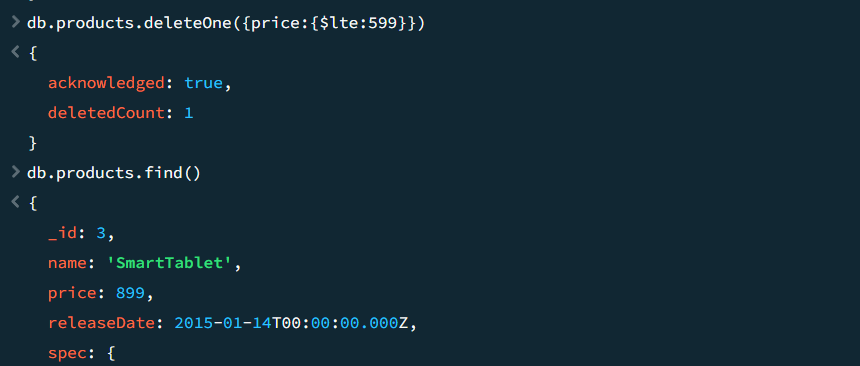 > db.products.deleteOne({price:{$lte:599}})
< {
acknowledged: true,
deletedCount: 1
}
> db.products.find()
< {
_id: 3,
name: 'SmartTablet',
price: 899,
releaseDate: 2015-01-14T00:00:00.000Z,
spec: {